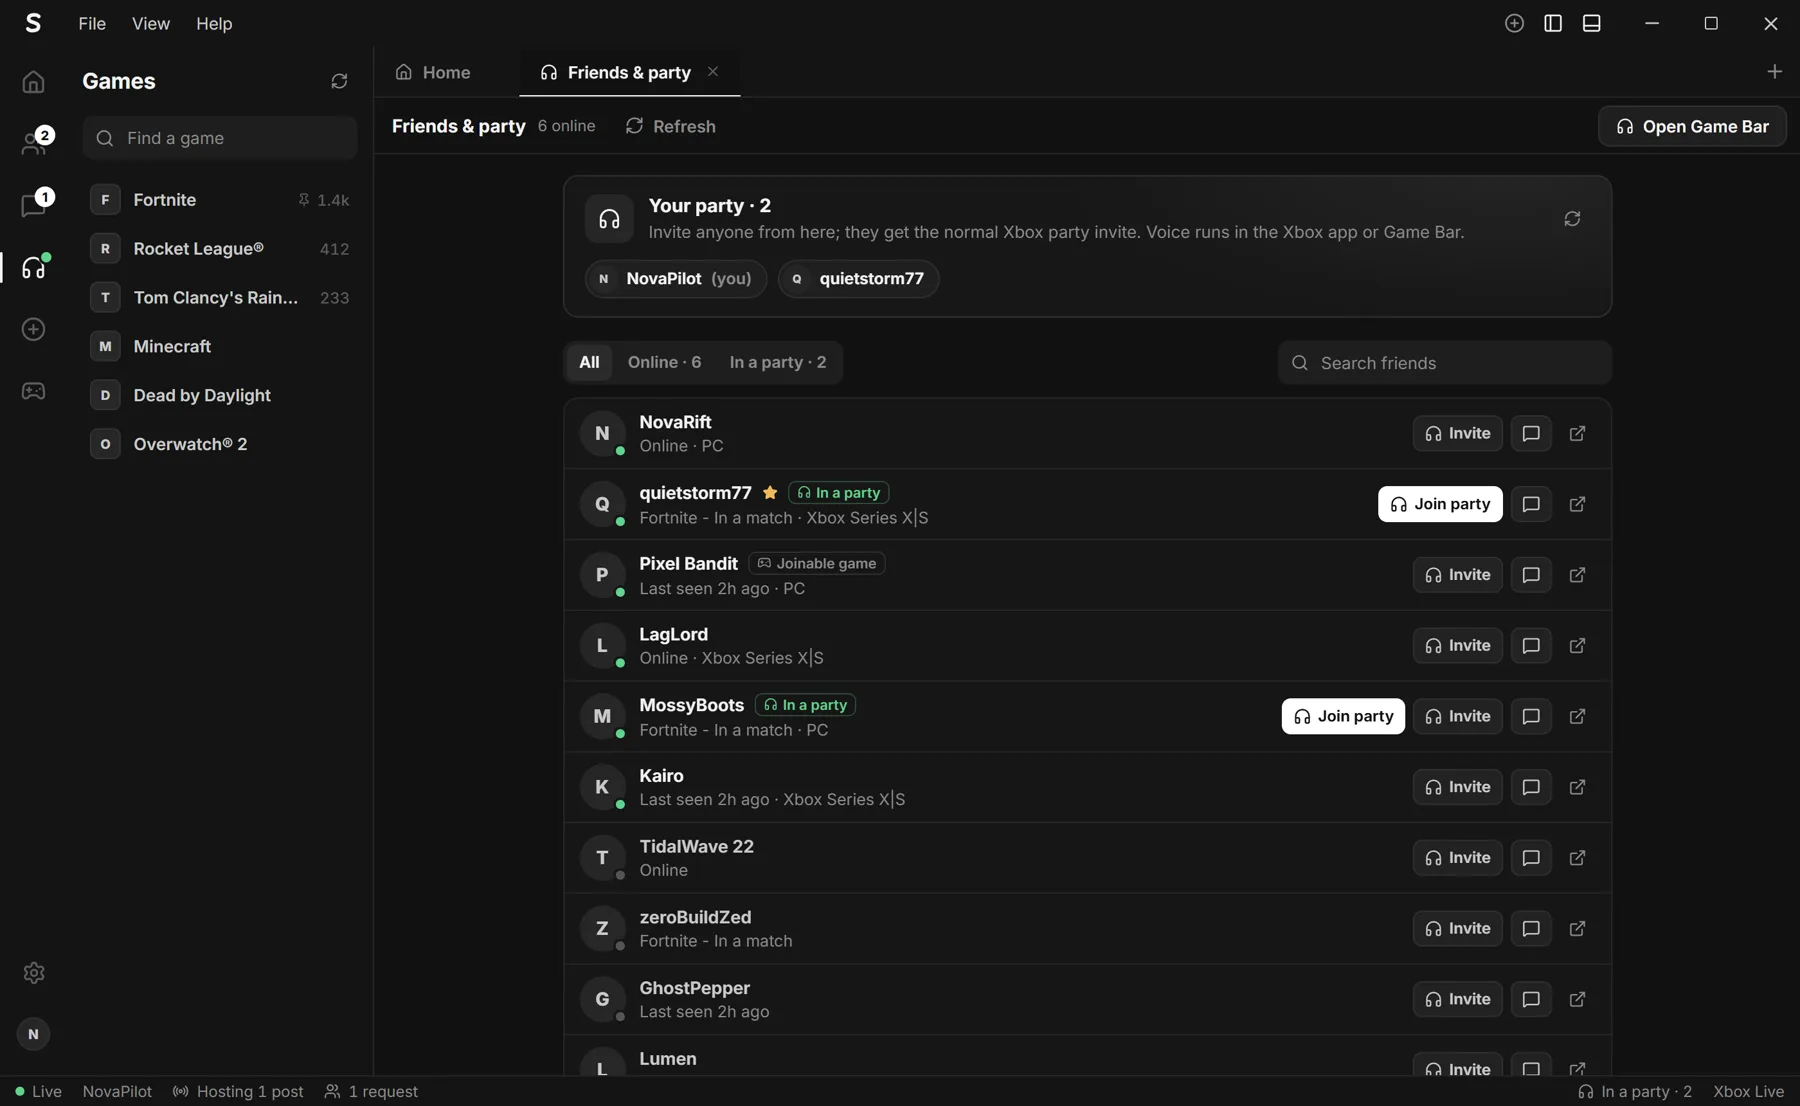 S File View Help
Games
Find a game
F Fortnite 1.4k
R Rocket League® 412
T Tom Clancy's Rain... 233
M Minecraft
D Dead by Daylight
O Overwatch® 2
2
1
N
Home
Friends & party
Friends & party 6 online Refresh
Open Game Bar
Your party · 2
Invite anyone from here; they get the normal Xbox party invite. Voice runs in the Xbox app or Game Bar.
N NovaPilot (you) Q quietstorm77
All Online · 6 In a party · 2
Search friends
N NovaRift
Online · PC
Invite
Q quietstorm77 In a party
Fortnite - In a match · Xbox Series X|S
Join party
P Pixel Bandit Joinable game
Last seen 2h ago · PC
Invite
L LagLord
Online · Xbox Series X|S
Invite
M MossyBoots In a party
Fortnite - In a match · PC
Join party Invite
K Kairo
Last seen 2h ago · Xbox Series X|S
Invite
T TidalWave 22
Online
Invite
Z zeroBuildZed
Fortnite - In a match
Invite
G GhostPepper
Last seen 2h ago
Invite
L Lumen
Invite
Live NovaPilot Hosting 1 post 1 request
In a party · 2 Xbox Live